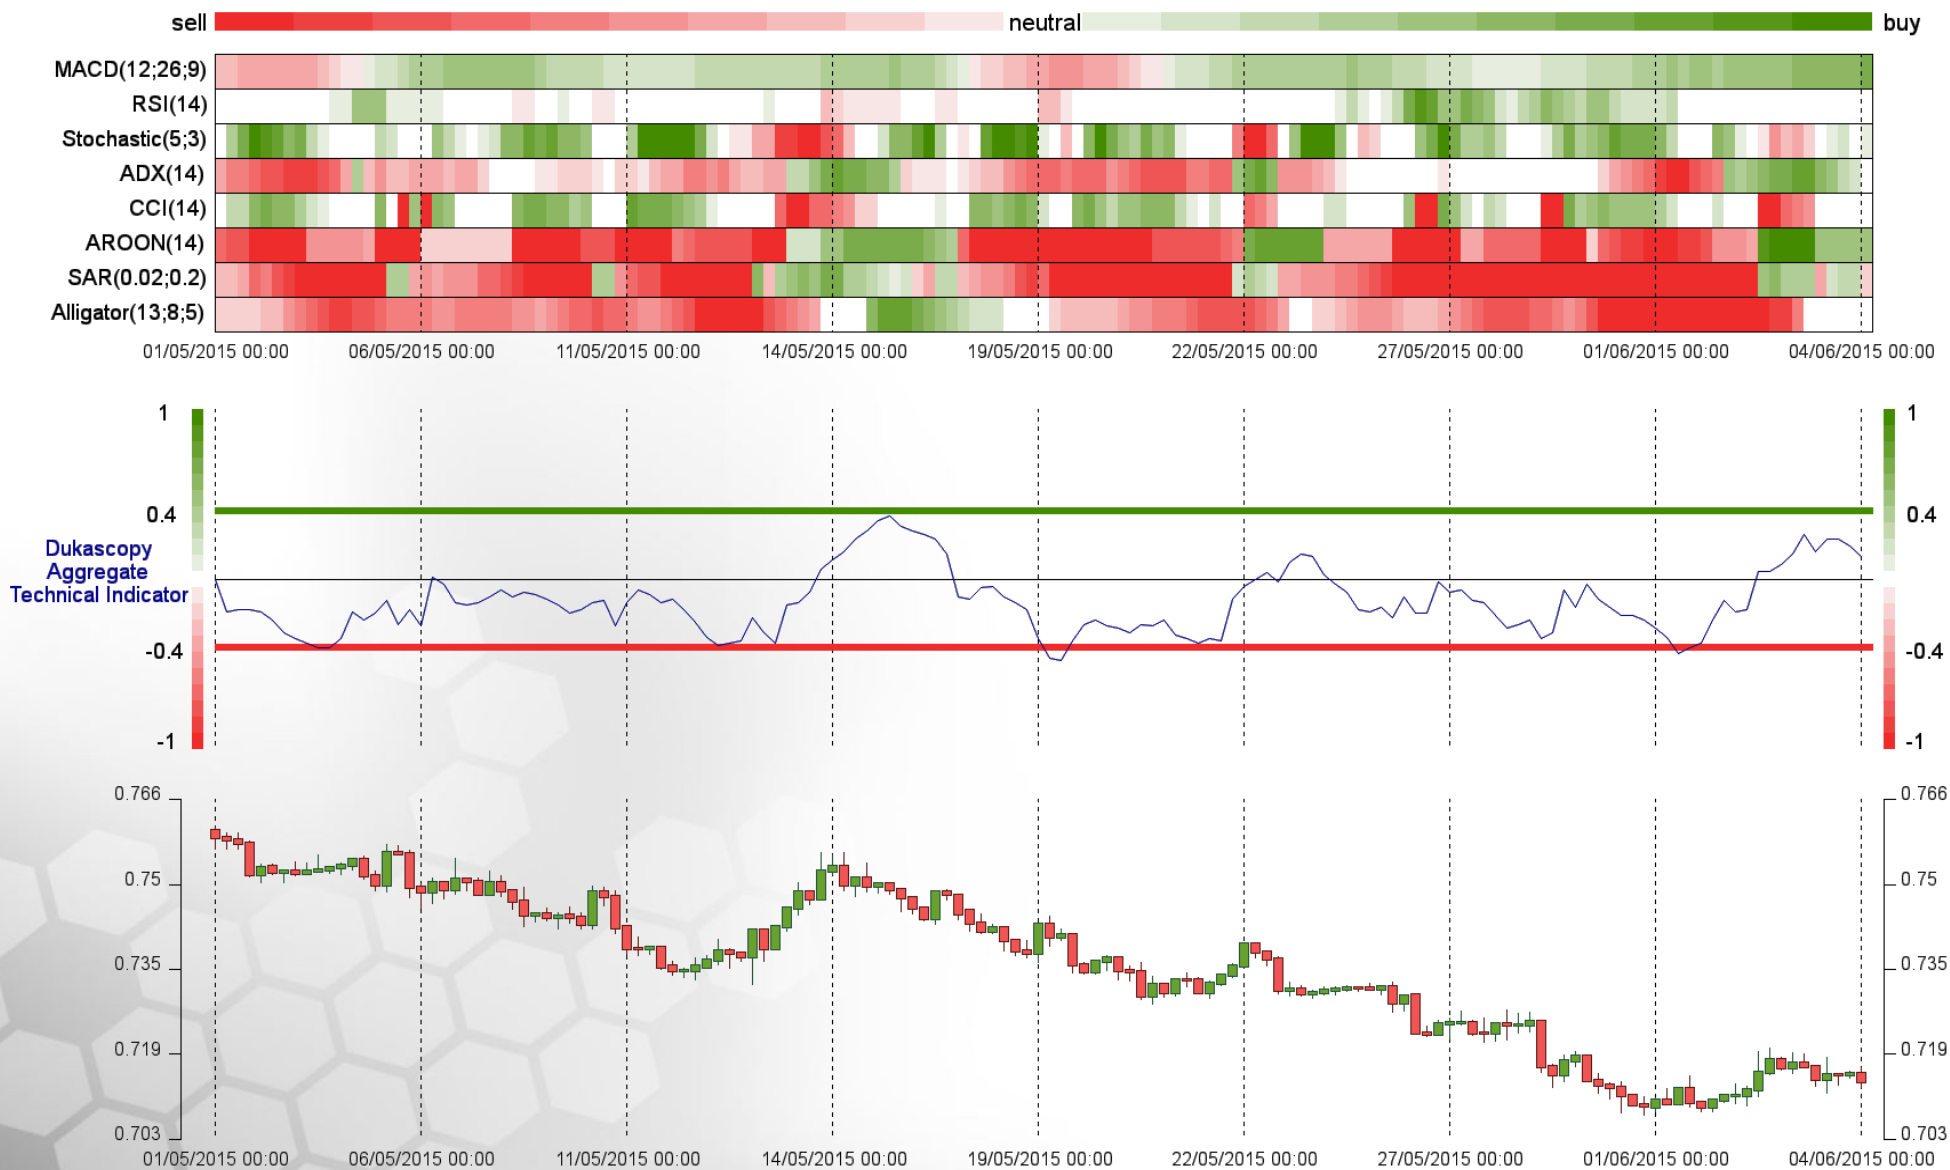 sell neutral buy
MACD(12;26;9)
RSI(14)
Stochastic(5;3)
ADX(14)
CCI(14)
AROON(14)
SAR(0.02;0.2)
Alligator(13;8;5)
01/05/2015 00:00 06/05/2015 00:00 11/05/2015 00:00 14/05/2015 00:00 19/05/2015 00:00 22/05/2015 00:00 27/05/2015 00:00 01/06/2015 00:00 04/06/2015 00:00
1 1
0.4 0.4
Dukascopy
Aggregate
Technical Indicator
-0.4 -0.4
-1 -1
0.766 0.766
0.75 0.75
0.735 0.735
0.719 0.719
0.703 0.703
01/05/2015 00:00 06/05/2015 00:00 11/05/2015 00:00 14/05/2015 00:00 19/05/2015 00:00 22/05/2015 00:00 27/05/2015 00:00 01/06/2015 00:00 04/06/2015 00:00